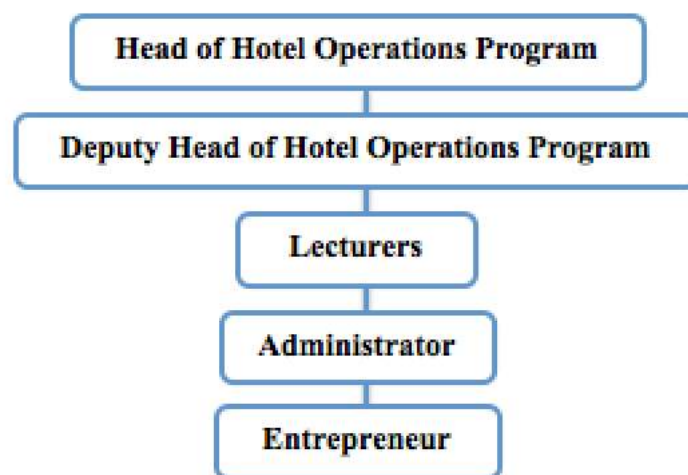 Head of Hotel Operations Program
Deputy Head of Hotel Operations Program
Lecturers
Administrator
Entrepreneur